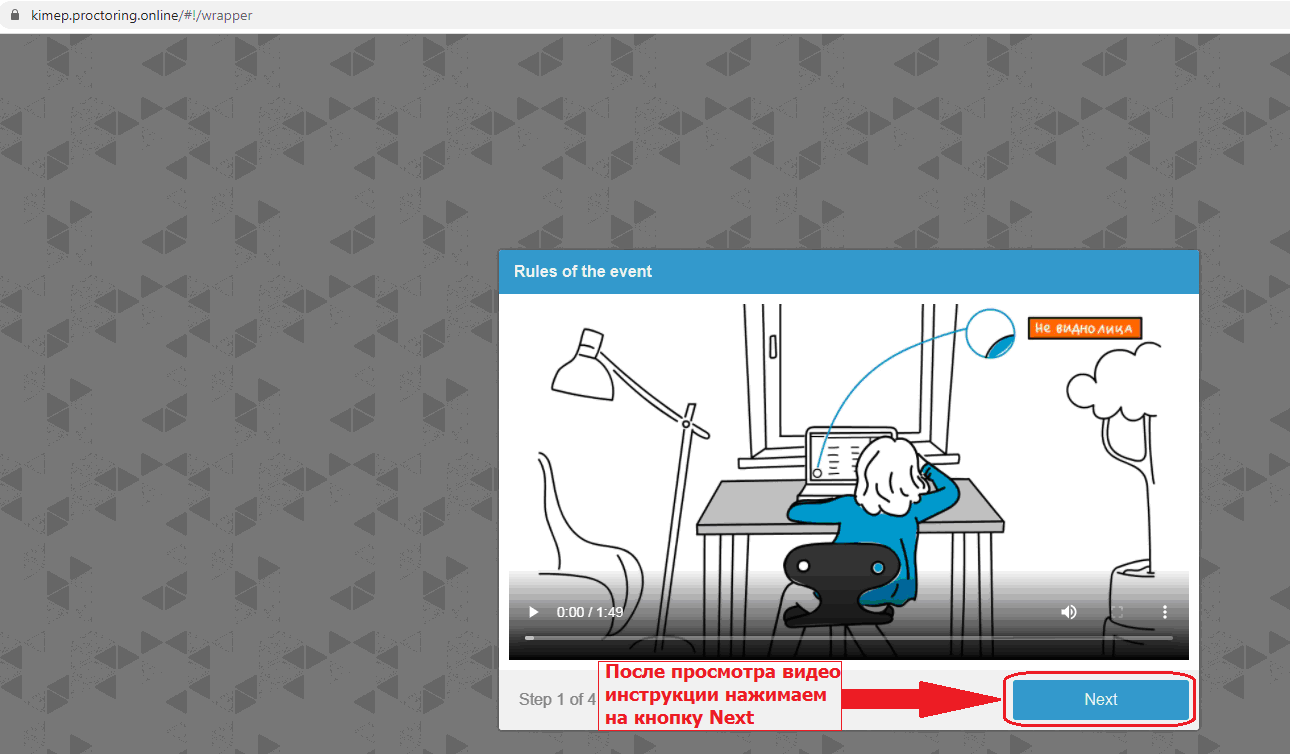 kimep.proctoring.online/#!/wrapper
Rules of the event
Не видно лица
0:00 / 1:49
После просмотра видео
инструкции нажимаем
на кнопку Next
Step 1 of 4
Next